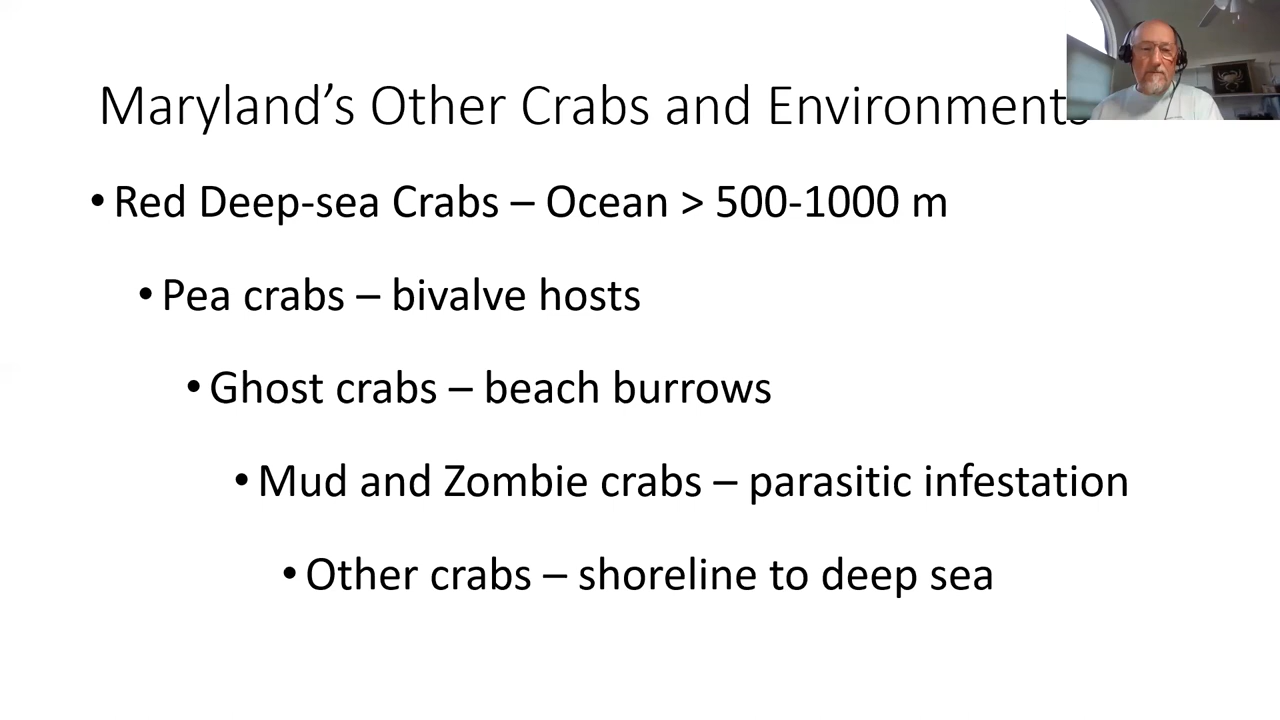 Maryland's Other Crabs and Environments
• Red Deep-sea Crabs – Ocean > 500-1000 m
• Pea crabs – bivalve hosts
• Ghost crabs – beach burrows
• Mud and Zombie crabs – parasitic infestation
• Other crabs – shoreline to deep sea